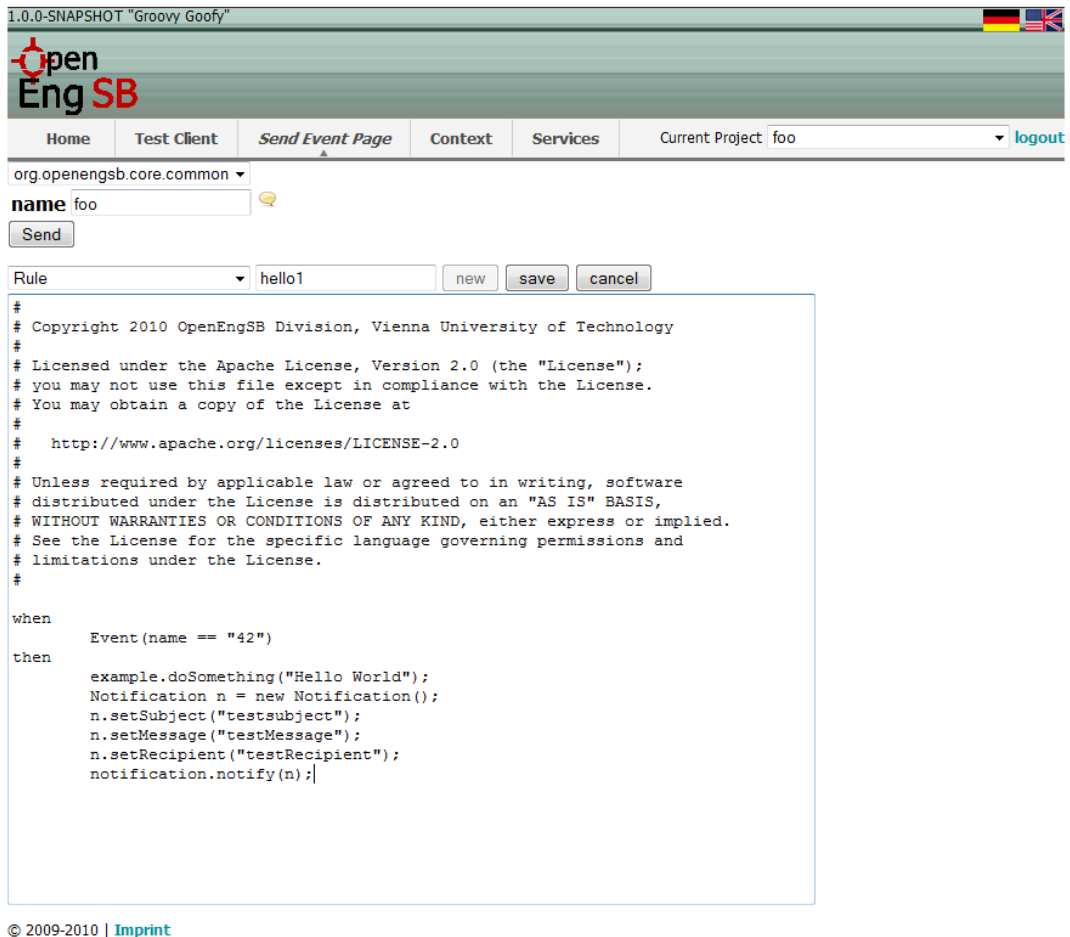 1.0.0-SNAPSHOT "Groovy Goofy"
Open
Eng SB
Home Test Client Send Event Page Context Services Current Project foo logout
org.openengsb.core.common
name foo
Send
Rule hello1 new save cancel
#
# Copyright 2010 OpenEngSB Division, Vienna University of Technology
#
# Licensed under the Apache License, Version 2.0 (the "License");
# you may not use this file except in compliance with the License.
# You may obtain a copy of the License at
#
#   http://www.apache.org/licenses/LICENSE-2.0
#
# Unless required by applicable law or agreed to in writing, software
# distributed under the License is distributed on an "AS IS" BASIS,
# WITHOUT WARRANTIES OR CONDITIONS OF ANY KIND, either express or implied.
# See the License for the specific language governing permissions and
# limitations under the License.
#
when
Event(name == "42")
then
example.doSomething("Hello World");
Notification n = new Notification();
n.setSubject("testsubject");
n.setMessage("testMessage");
n.setRecipient("testRecipient");
notification.notify(n);
© 2009-2010 | Imprint